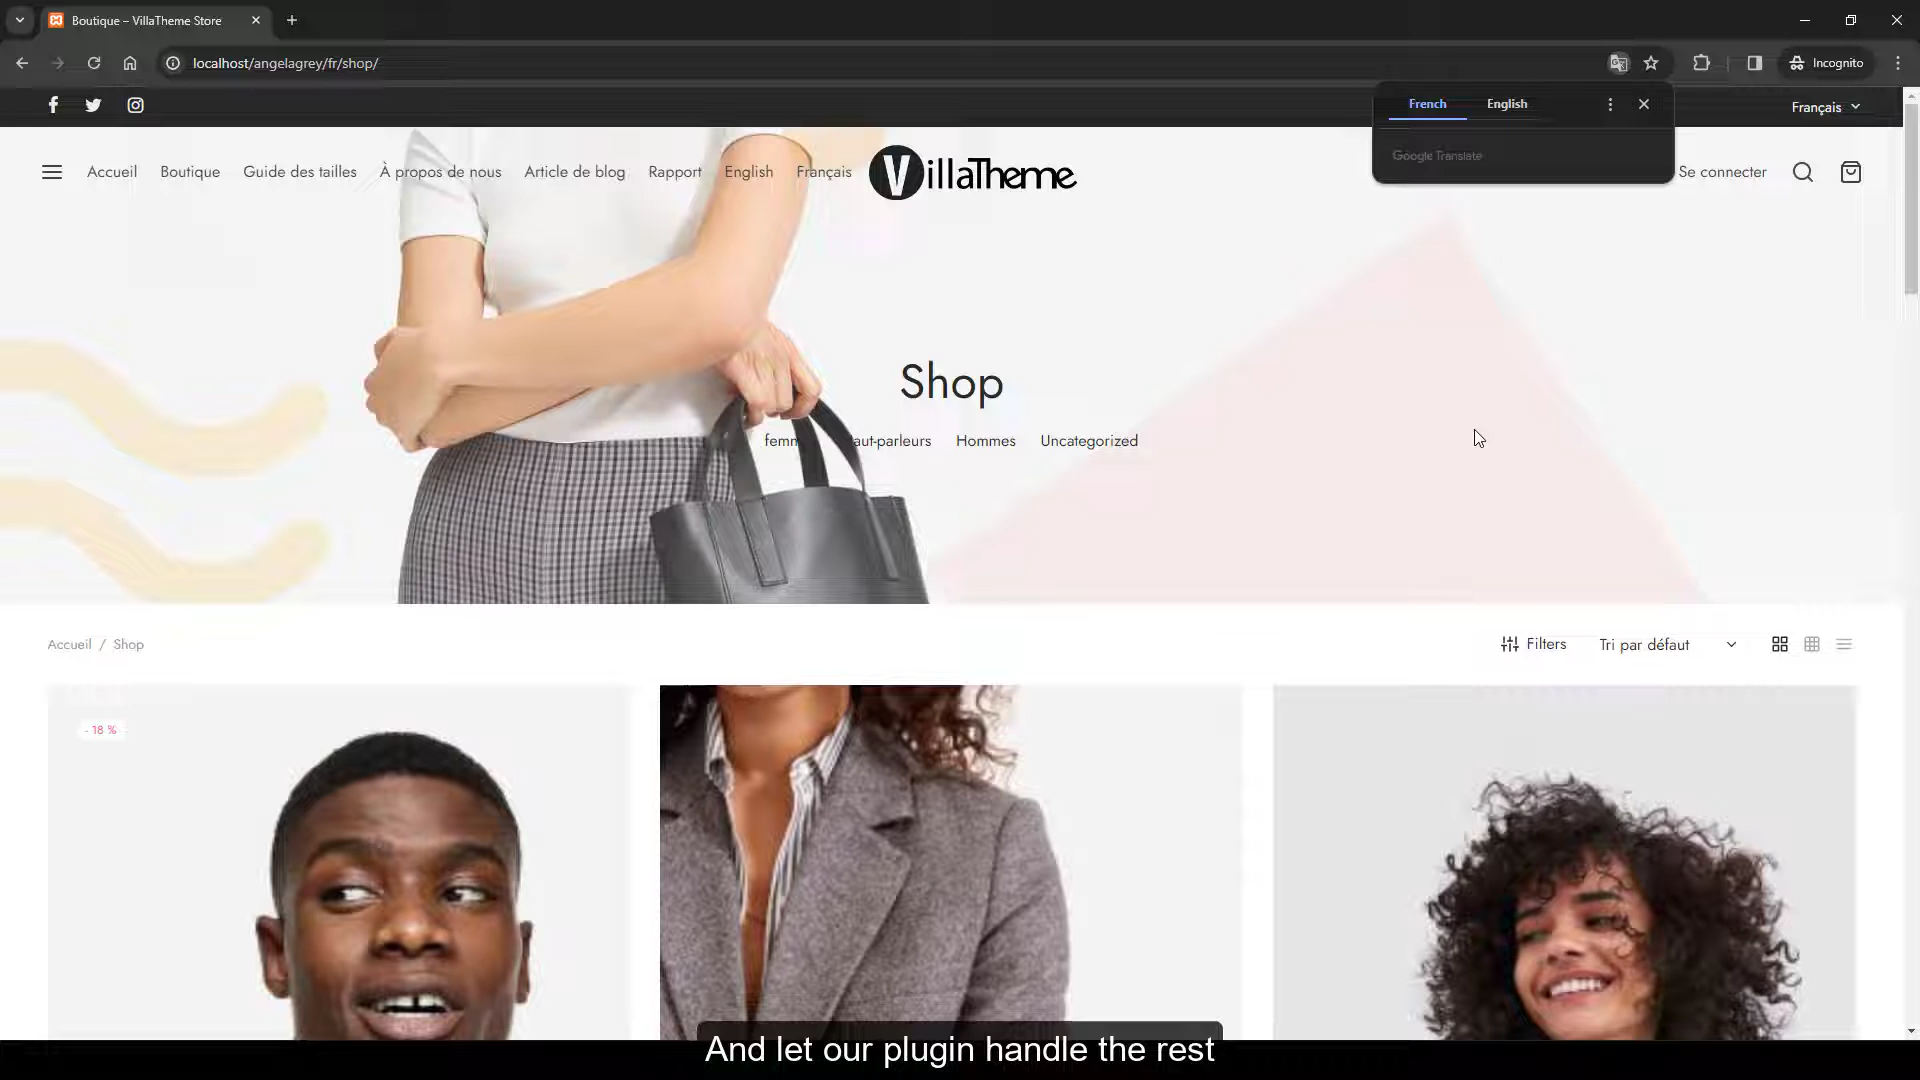 Boutique – VillaTheme Store
localhost/angelagrey/fr/shop/
Incognito
French English
Google Translate
Français
Accueil Boutique Guide des tailles À propos de nous Article de blog Rapport English Français
VillaTheme
Se connecter
Shop
Hommes Uncategorized
Accueil / Shop
Filters Tri par défaut
- 18 %
And let our plugin handle the rest